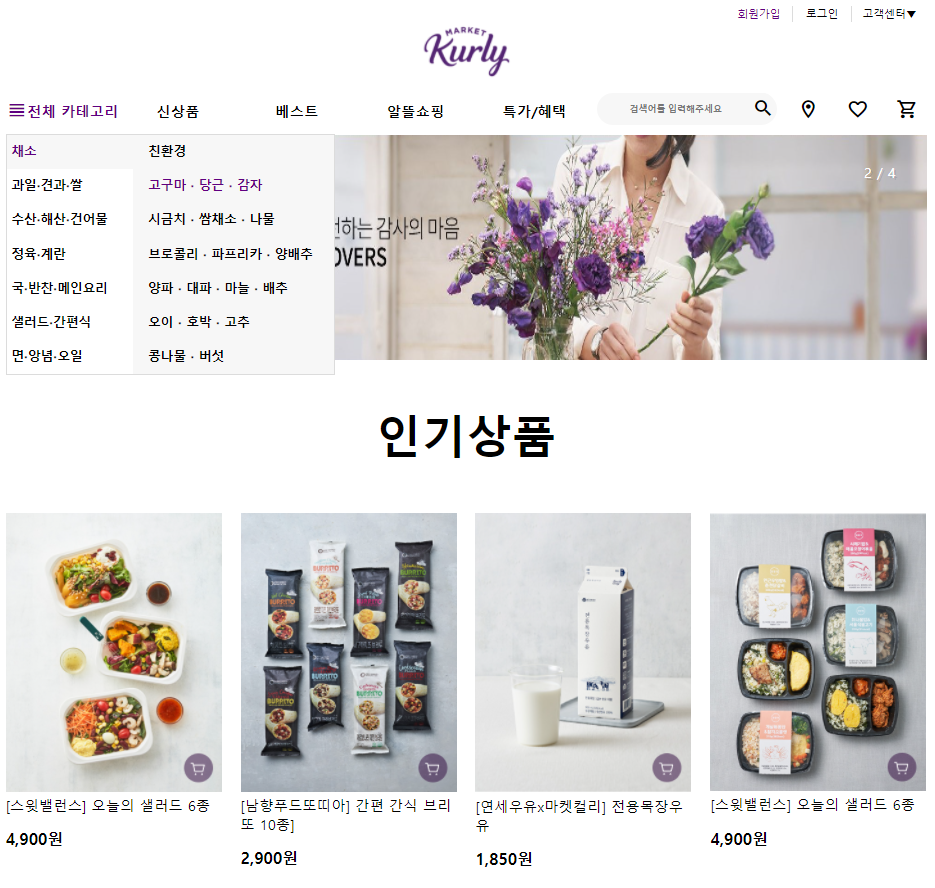 회원가입 로그인 고객센터▼
MARKET
Kurly
전체 카테고리 신상품 베스트 알뜰쇼핑 특가/혜택 검색어를 입력해주세요
채소 친환경
2 / 4
과일·견과·쌀 고구마 · 당근 · 감자
수산·해산·건어물 시금치 · 쌈채소 · 나물
하는 감사의 마음
정육·계란 브로콜리 · 파프리카 · 양배추
OVERS
국·반찬·메인요리 양파 · 대파 · 마늘 · 배추
샐러드·간편식 오이 · 호박 · 고추
면·양념·오일 콩나물 · 버섯
인기상품
BURRITO
BURRITO
BURRITO
BURRITO
전용목장우유
[스윗밸런스] 오늘의 샐러드 6종
4,900원
[남향푸드또띠아] 간편 간식 브리
또 10종]
2,900원
[연세우유x마켓컬리] 전용목장우
유
1,850원
[스윗밸런스] 오늘의 샐러드 6종
4,900원